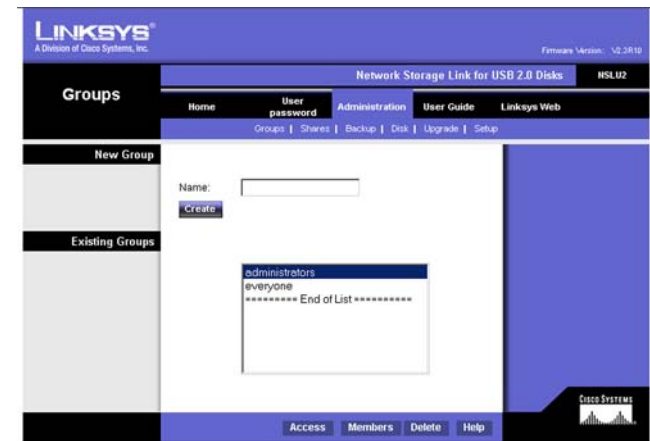 LINKSYS®
A Division of Cisco Systems, Inc.
Firmware Version: V2.3R10
Network Storage Link for USB 2.0 Disks NSLU2
Groups
Home User password Administration User Guide Linksys Web
Groups | Shares | Backup | Disk | Upgrade | Setup
New Group
Name:
Create
Existing Groups
administrators
everyone
========= End of List ==========
CISCO SYSTEMS
Access Members Delete Help